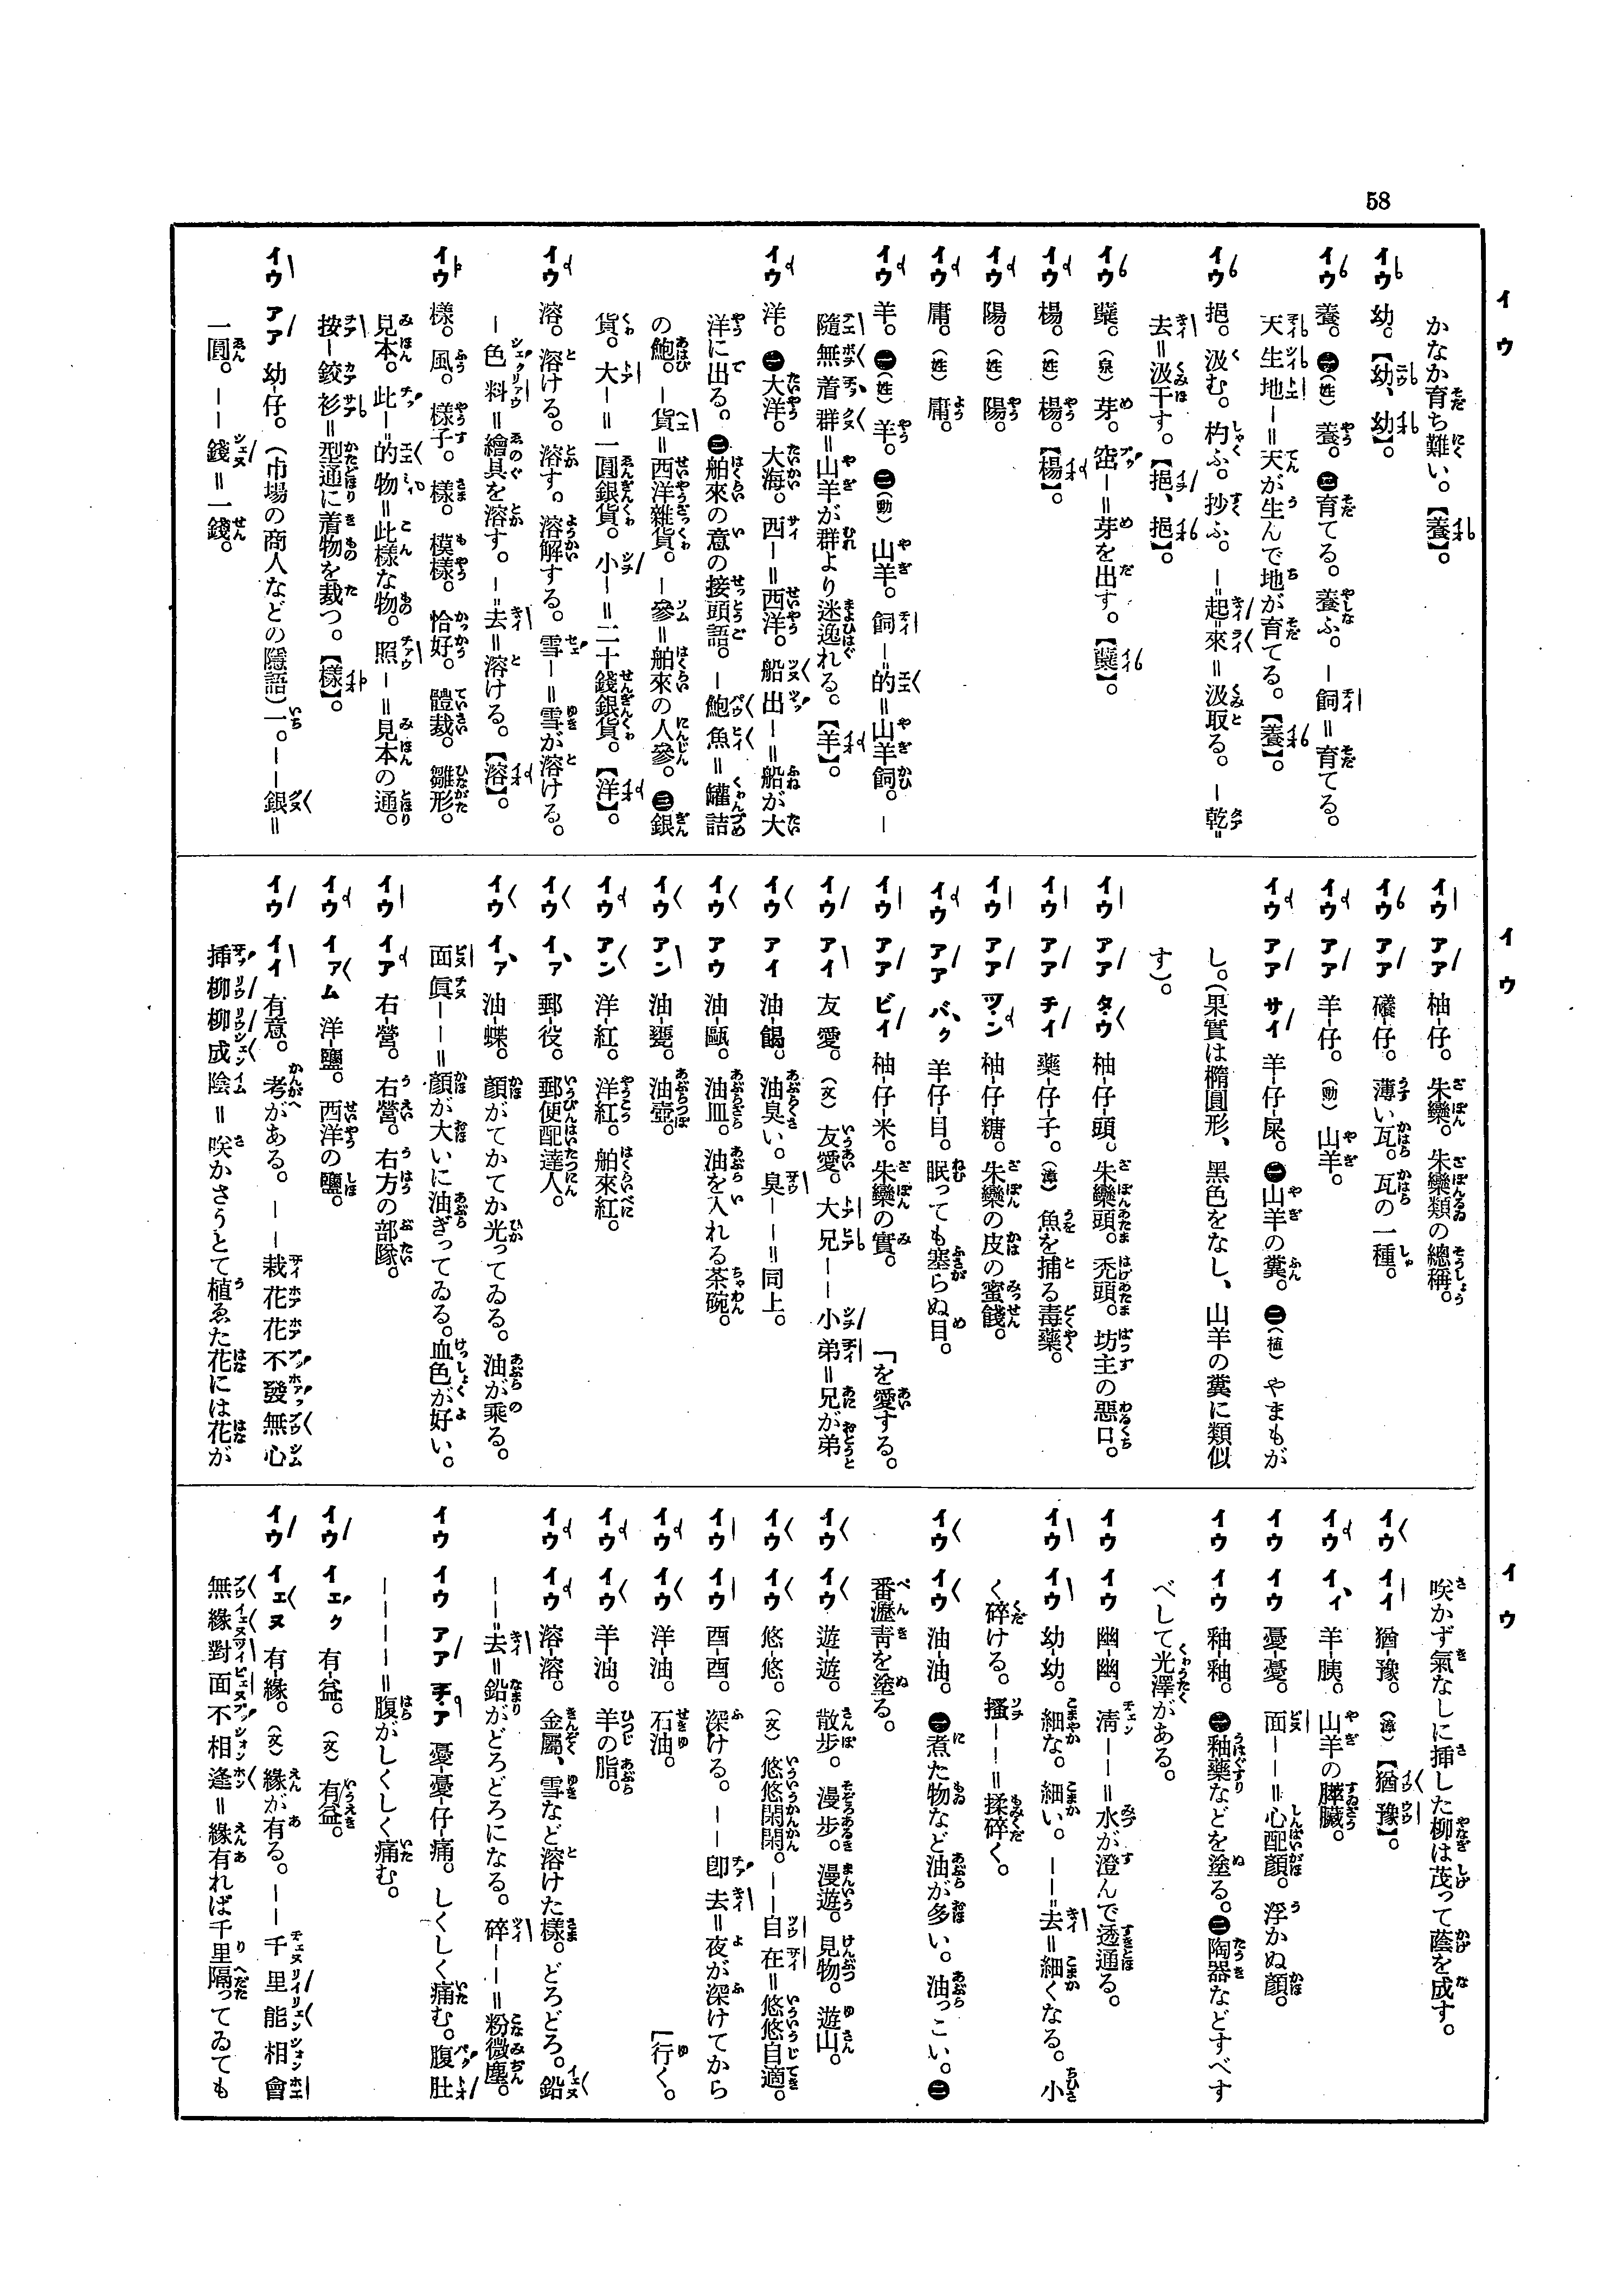 58
イウ
かなか育ち難い。【養】。
イウ 幼。【幼、幼】。
イウ 養。㊀(姓)養。㊁育てる。養ふ。ー飼＝育てる。
天生地ー＝天が生んで地が育てる。【養】。
イウ 挹。汲む。杓ふ。抄ふ。ー＝起來＝汲取る。ー乾＝
去＝汲干す。【挹、挹】。
イウ 蘖。(泉)芽。ー＝芽を出す。【蘖】。
イウ 楊。(姓)楊。【楊】。
イウ 陽。(姓)陽。
イウ 庸。(姓)庸。
イウ 羊。㊀(姓)羊。㊁(動)山羊。飼ー＝的＝山羊飼。ー
隨無着群＝山羊が群より迷逸れる。【羊】。
イウ 洋。㊀大洋。大海。西ー＝西洋。船出ー＝船が大
洋に出る。㊁舶來の意の接頭語。ー鮑魚＝罐詰
の鮑。ー貨＝西洋雜貨。ー參＝舶來の人參。㊂銀
貨。大ー＝一圓銀貨。小ー＝二十錢銀貨。【洋】。
イウ 溶。溶ける。溶す。溶解する。雪ー＝雪が溶ける。
ー色料＝繪具を溶す。ー＝去＝溶ける。【溶】。
イウ 樣。風。樣子。樣。模樣。恰好。體裁。雛形。
見本。此ー＝的物＝此樣な物。照ー＝見本の通。
按ー鉸衫＝型通に着物を裁つ。【樣】。
イウ アア 幼-仔。(市場の商人などの隱語)一。ーー銀＝
一圓。ーー錢＝一錢。
イウ
イウ アア 柚-仔。朱欒。朱欒類の總稱。
イウ アア 礒-仔。薄い瓦。瓦の一種。
イウ アア 羊-仔。(動)山羊。
イウ アア サイ 羊-仔-屎。㊀山羊の糞。㊁(植)やまもが
し。(果實は橢圓形、黑色をなし、山羊の糞に類似
す)。
イウ アア タウ 柚-仔-頭。朱欒頭。禿頭。坊主の惡口。
イウ アア チイ 藥-仔-子。(漳)魚を捕る毒藥。
イウ アア ツン 柚-仔-糖。朱欒の皮の蜜餞。
イウ アア バク 羊-仔-目。眠っても塞らぬ目。
イウ アア ビイ 柚-仔-米。朱欒の實。 「を愛する。
イウ アイ 友愛。(文)友愛。大兄ーー小弟＝兄が弟
イウ アイ 油-餲。油臭い。臭ーー＝同上。
イウ アウ 油-甌。油皿。油を入れる茶碗。
イウ アン 油-甕。油壺。
イウ アン 洋-紅。洋紅。舶來紅。
イウ イァ 郵-役。郵便配達人。
イウ イァ 油-蝶。顏がてかてか光ってゐる。油が乘る。
面眞ーー＝顏が大いに油ぎってゐる。血色が好い。
イウ イア 右-營。右營。右方の部隊。
イウ イァム 洋-鹽。西洋の鹽。
イウ イイ 有意。考がある。ーー栽花花不發無心
揷柳柳成陰＝咲かさうとて植ゑた花には花が
イウ
咲かず氣なしに揷した柳は茂って蔭を成す。
イウ イイ 猶-豫。(漳)【猶豫】。
イウ イィ 羊-胰。山羊の膵臟。
イウ イウ 憂-憂。面ーー＝心配顏。浮かぬ顏。
イウ イウ 釉-釉。㊀釉藥などを塗る。㊁陶器などすべす
べして光澤がある。
イウ イウ 幽-幽。淸ーー＝水が澄んで透通る。
イウ イウ 幼-幼。細な。細い。ーー＝去＝細くなる。小
く碎ける。搔ーー＝揉碎く。
イウ イウ 油-油。㊀煮た物など油が多い。油っこい。㊁
番瀝靑を塗る。
イウ イウ 遊-遊。散步。漫步。漫遊。見物。遊山。
イウ イウ 悠-悠。(文)悠悠閑閑。ーー自在＝悠悠自適。
イウ イウ 酉-酉。深ける。ーー卽去＝夜が深けてから
イウ イウ 洋-油。石油。 「行く。
イウ イウ 羊-油。羊の脂。
イウ イウ 溶-溶。金屬、雪など溶けた樣。どろどろ。鉛
ーー＝去＝鉛がどろどろになる。碎ーー＝粉微塵。
イウ イウ アア チア 憂-憂-仔-痛。しくしく痛む。腹肚
ーーーー＝腹がしくしく痛む。
イウ イェク 有-益。(文)有益。
イウ イェヌ 有-緣。(文)緣が有る。ーー千里能相會
無緣對面不相逢＝緣有れば千里隔ってゐても